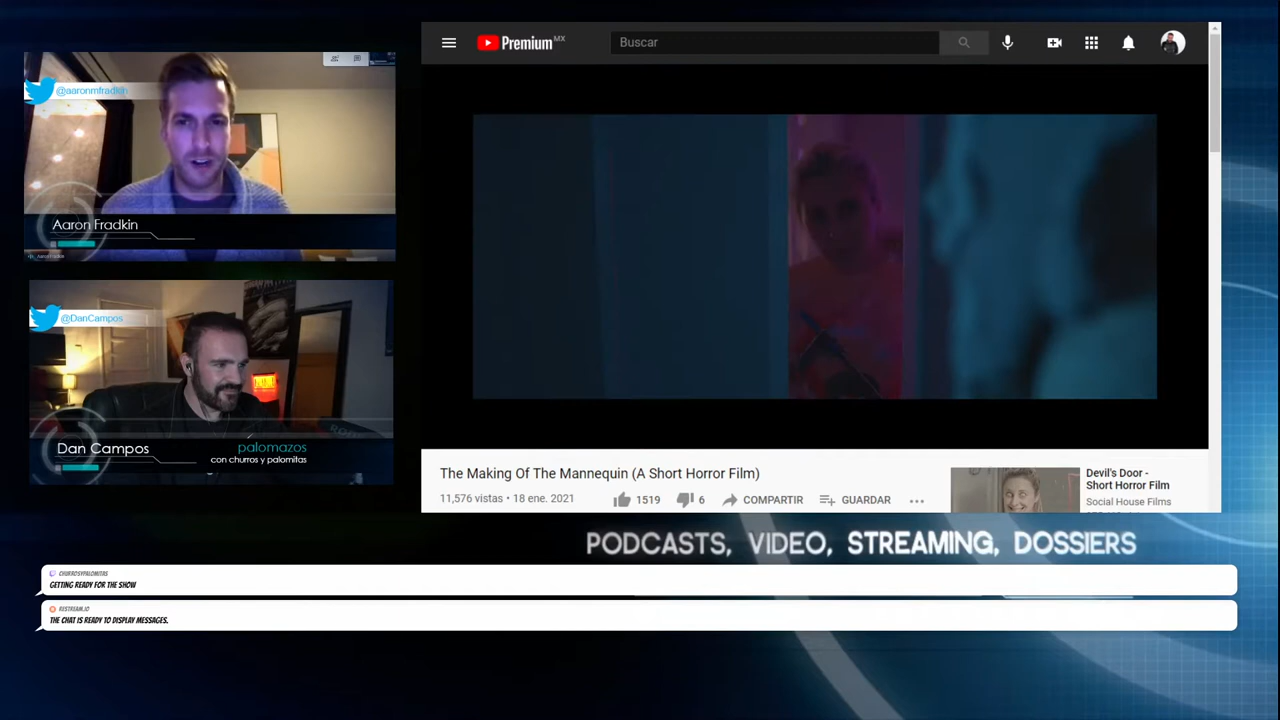 @aaronmfradkin
Aaron Fradkin
@DanCampos
Dan Campos
palomazos
con churros y palomitas
Premium MX
Buscar
The Making Of The Mannequin (A Short Horror Film)
11,576 vistas • 18 ene. 2021
1519
6
COMPARTIR
GUARDAR
Devil's Door -
Short Horror Film
Social House Films
PODCASTS, VIDEO, STREAMING, DOSSIERS
CHURROSYPALOMITAS
GETTING READY FOR THE SHOW
RESTREAM.IO
THE CHAT IS READY TO DISPLAY MESSAGES.